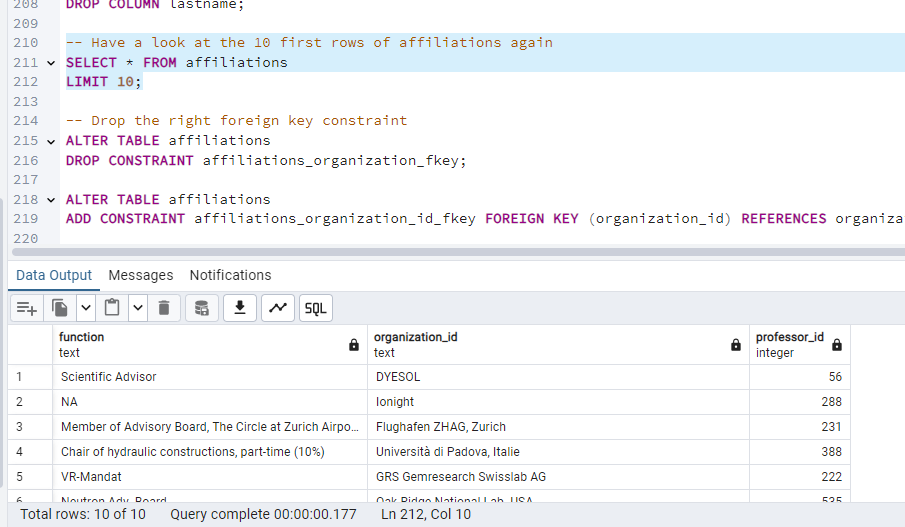 208 DROP COLUMN lastname;
209
210 -- Have a look at the 10 first rows of affiliations again
211 SELECT * FROM affiliations
212 LIMIT 10;
213
214 -- Drop the right foreign key constraint
215 ALTER TABLE affiliations
216 DROP CONSTRAINT affiliations_organization_fkey;
217
218 ALTER TABLE affiliations
219 ADD CONSTRAINT affiliations_organization_id_fkey FOREIGN KEY (organization_id) REFERENCES organiza
220
Data Output Messages Notifications
SQL
function organization_id professor_id
text text integer
1 Scientific Advisor DYESOL 56
2 NA Ionight 288
3 Member of Advisory Board, The Circle at Zurich Airpo... Flughafen ZHAG, Zurich 231
4 Chair of hydraulic constructions, part-time (10%) Università di Padova, Italie 388
5 VR-Mandat GRS Gemresearch Swisslab AG 222
6 Neutron Adv. Board Oak Ridge National Lab, USA 535
Total rows: 10 of 10 Query complete 00:00:00.177 Ln 212, Col 10